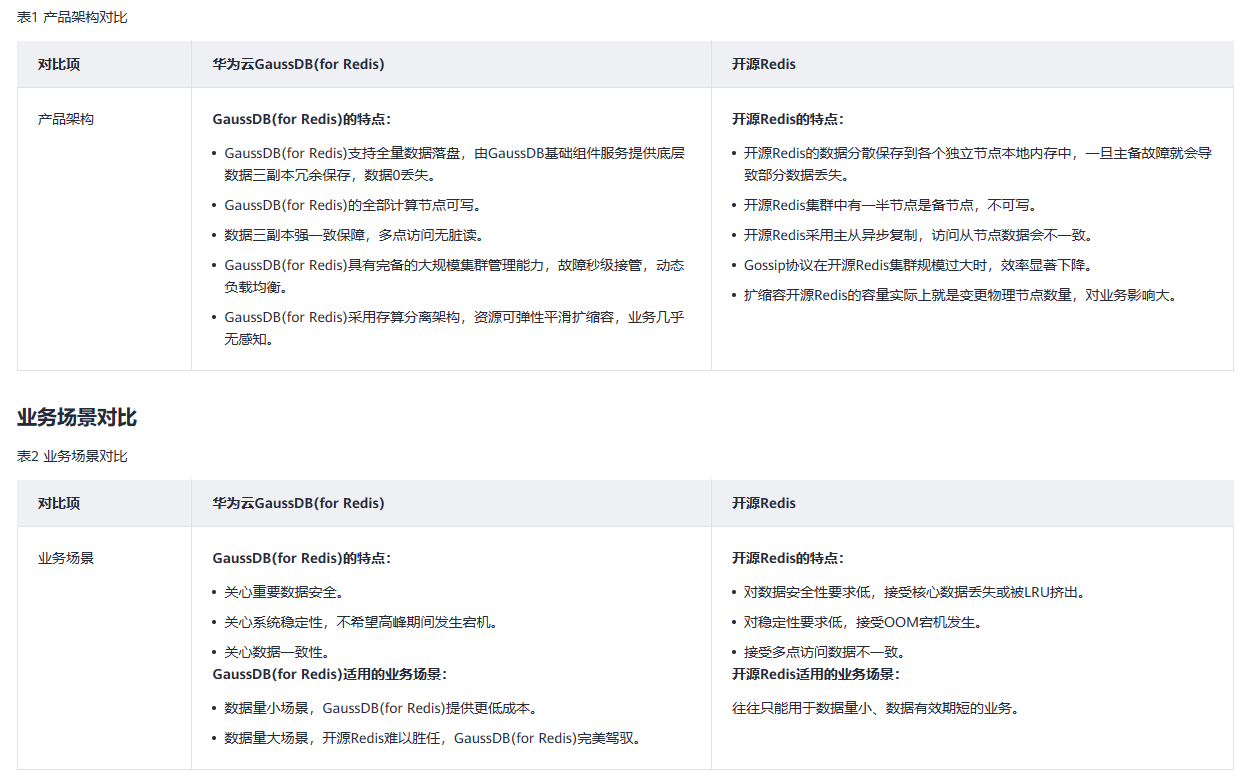 表1 产品架构对比
对比项
华为云GaussDB(for Redis)
开源Redis
产品架构
GaussDB(for Redis)的特点：
• GaussDB(for Redis)支持全量数据落盘，由GaussDB基础组件服务提供底层
数据三副本冗余保存，数据0丢失。
• GaussDB(for Redis)的全部计算节点可写。
• 数据三副本强一致保障，多点访问无脏读。
• GaussDB(for Redis)具有完备的大规模集群管理能力，故障秒级接管，动态
负载均衡。
• GaussDB(for Redis)采用存算分离架构，资源可弹性平滑扩缩容，业务几乎
无感知。
开源Redis的特点：
• 开源Redis的数据分散保存到各个独立节点本地内存中，一旦主备故障就会导
致部分数据丢失。
• 开源Redis集群中有一半节点是备节点，不可写。
• 开源Redis采用主从异步复制，访问从节点数据会不一致。
• Gossip协议在开源Redis集群规模过大时，效率显著下降。
• 扩缩容开源Redis的容量实际上就是变更物理节点数量，对业务影响大。
业务场景对比
表2 业务场景对比
对比项
华为云GaussDB(for Redis)
开源Redis
业务场景
GaussDB(for Redis)的特点：
• 关心重要数据安全。
• 关心系统稳定性，不希望高峰期间发生宕机。
• 关心数据一致性。
GaussDB(for Redis)适用的业务场景：
• 数据量小场景，GaussDB(for Redis)提供更低成本。
• 数据量大场景，开源Redis难以胜任，GaussDB(for Redis)完美驾驭。
开源Redis的特点：
• 对数据安全性要求低，接受核心数据丢失或被LRU挤出。
• 对稳定性要求低，接受OOM宕机发生。
• 接受多点访问数据不一致。
开源Redis适用的业务场景：
往往只能用于数据量小、数据有效期短的业务。